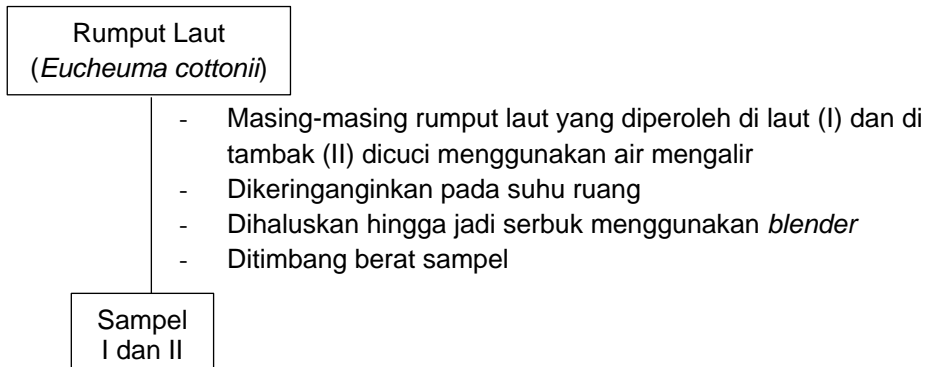 Rumput Laut
(Eucheuma cottonii)
- Masing-masing rumput laut yang diperoleh di laut (I) dan di
tambak (II) dicuci menggunakan air mengalir
- Dikeringanginkan pada suhu ruang
- Dihaluskan hingga jadi serbuk menggunakan blender
- Ditimbang berat sampel
Sampel
I dan II